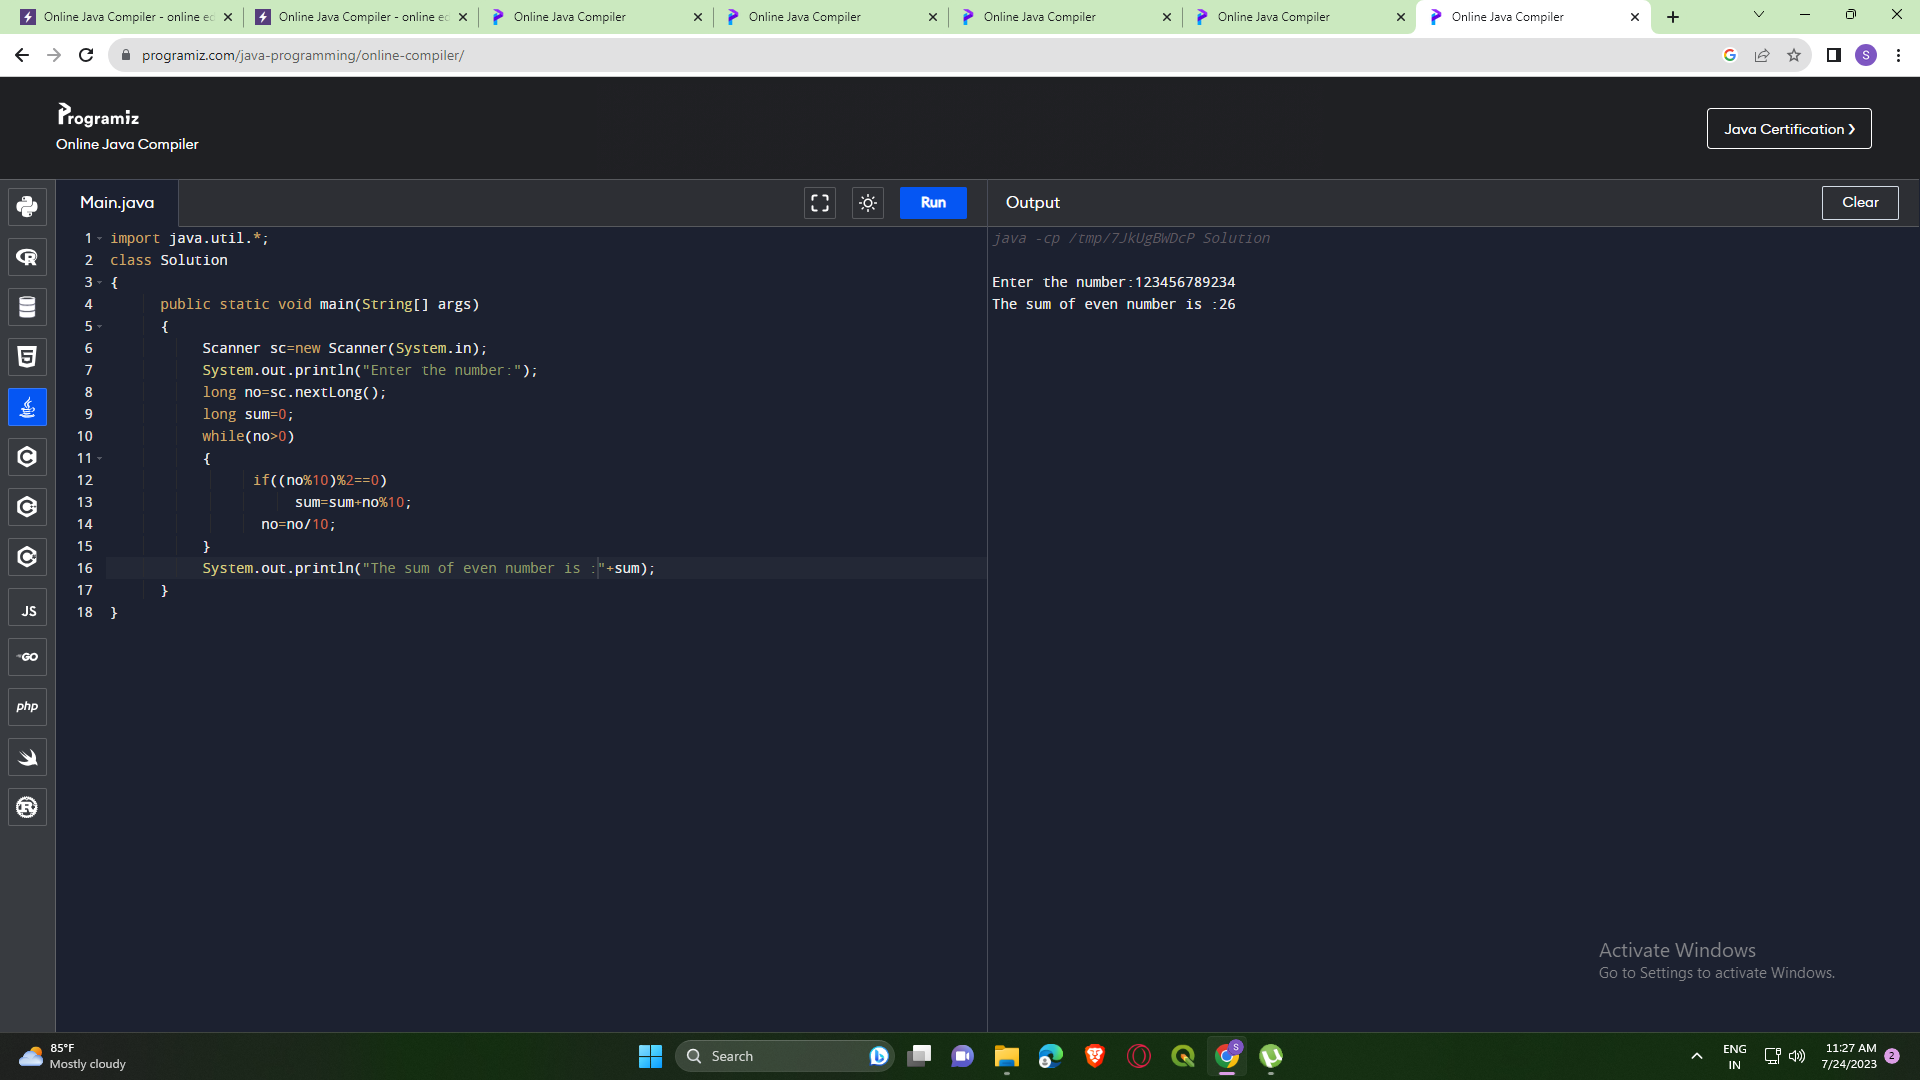 Online Java Compiler - online ed
Online Java Compiler - online ed
Online Java Compiler
Online Java Compiler
Online Java Compiler
Online Java Compiler
Online Java Compiler
programiz.com/java-programming/online-compiler/
S
Programiz
Online Java Compiler
Java Certification ❯
Main.java
Run
Output
Clear
1 import java.util.*;
2 class Solution
3 {
4 public static void main(String[] args)
5 {
6 Scanner sc=new Scanner(System.in);
7 System.out.println("Enter the number:");
8 long no=sc.nextLong();
9 long sum=0;
10 while(no>0)
11 {
12 if((no%10)%2==0)
13 sum=sum+no%10;
14 no=no/10;
15 }
16 System.out.println("The sum of even number is :"+sum);
17 }
18 }
java -cp /tmp/7JkUgBWDcP Solution
Enter the number:123456789234
The sum of even number is :26
JS
GO
php
Activate Windows
Go to Settings to activate Windows.
85°F
Mostly cloudy
Search
S
ENG
IN
11:27 AM
7/24/2023
2